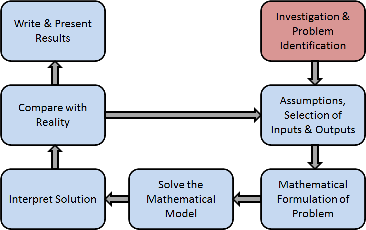 Write & Present
Results
Investigation &
Problem
Identification
Compare with
Reality
Assumptions,
Selection of
Inputs & Outputs
Interpret Solution
Solve the
Mathematical
Model
Mathematical
Formulation of
Problem